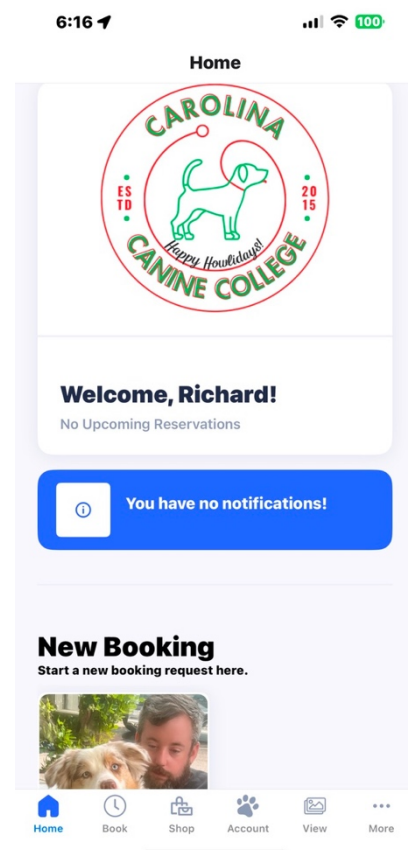 6:16
100
Home
CAROLINA
ES
TD
20
15
Happy Howlidays!
CANINE COLLEGE
Welcome, Richard!
No Upcoming Reservations
You have no notifications!
New Booking
Start a new booking request here.
Home
Book
Shop
Account
View
More